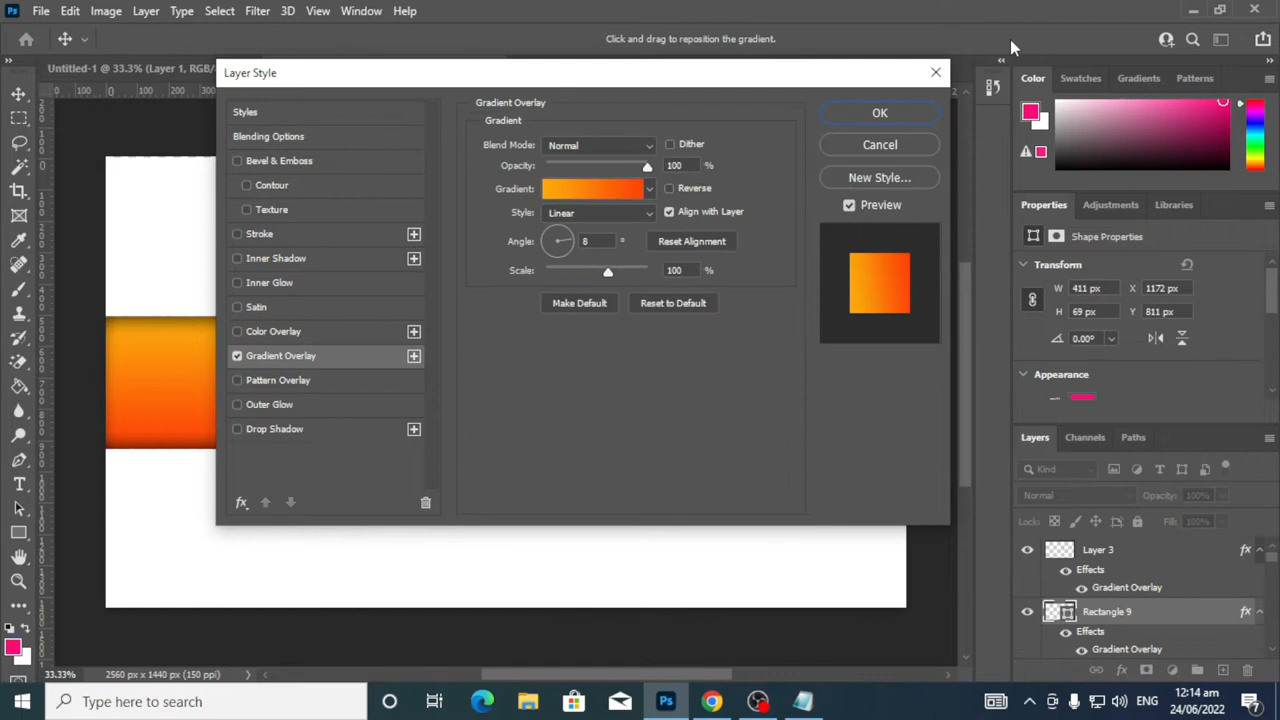 Ps File Edit Image Layer Type Select Filter 3D View Window Help
Click and drag to reposition the gradient.
Untitled-1 @ 33.3% (Layer 1, RGB/
Layer Style
Styles
Blending Options
Bevel & Emboss
Contour
Texture
Stroke
Inner Shadow
Inner Glow
Satin
Color Overlay
Gradient Overlay
Pattern Overlay
Outer Glow
Drop Shadow
fx
Gradient Overlay
Gradient
Blend Mode: Normal Dither
Opacity: 100 %
Gradient: Reverse
Style: Linear Align with Layer
Angle: 8 ° Reset Alignment
Scale: 100 %
Make Default Reset to Default
OK
Cancel
New Style...
Preview
Color Swatches Gradients Patterns
Properties Adjustments Libraries
Shape Properties
Transform
W 411 px X 1172 px
H 69 px Y 811 px
0.00°
Appearance
Layers Channels Paths
Kind
Normal Opacity: 100%
Lock: Fill: 100%
Layer 3 fx
Effects
Gradient Overlay
Rectangle 9 fx
Effects
Gradient Overlay
33.33% 2560 px x 1440 px (150 ppi)
Type here to search
Ps
ENG
12:14 am
24/06/2022
7